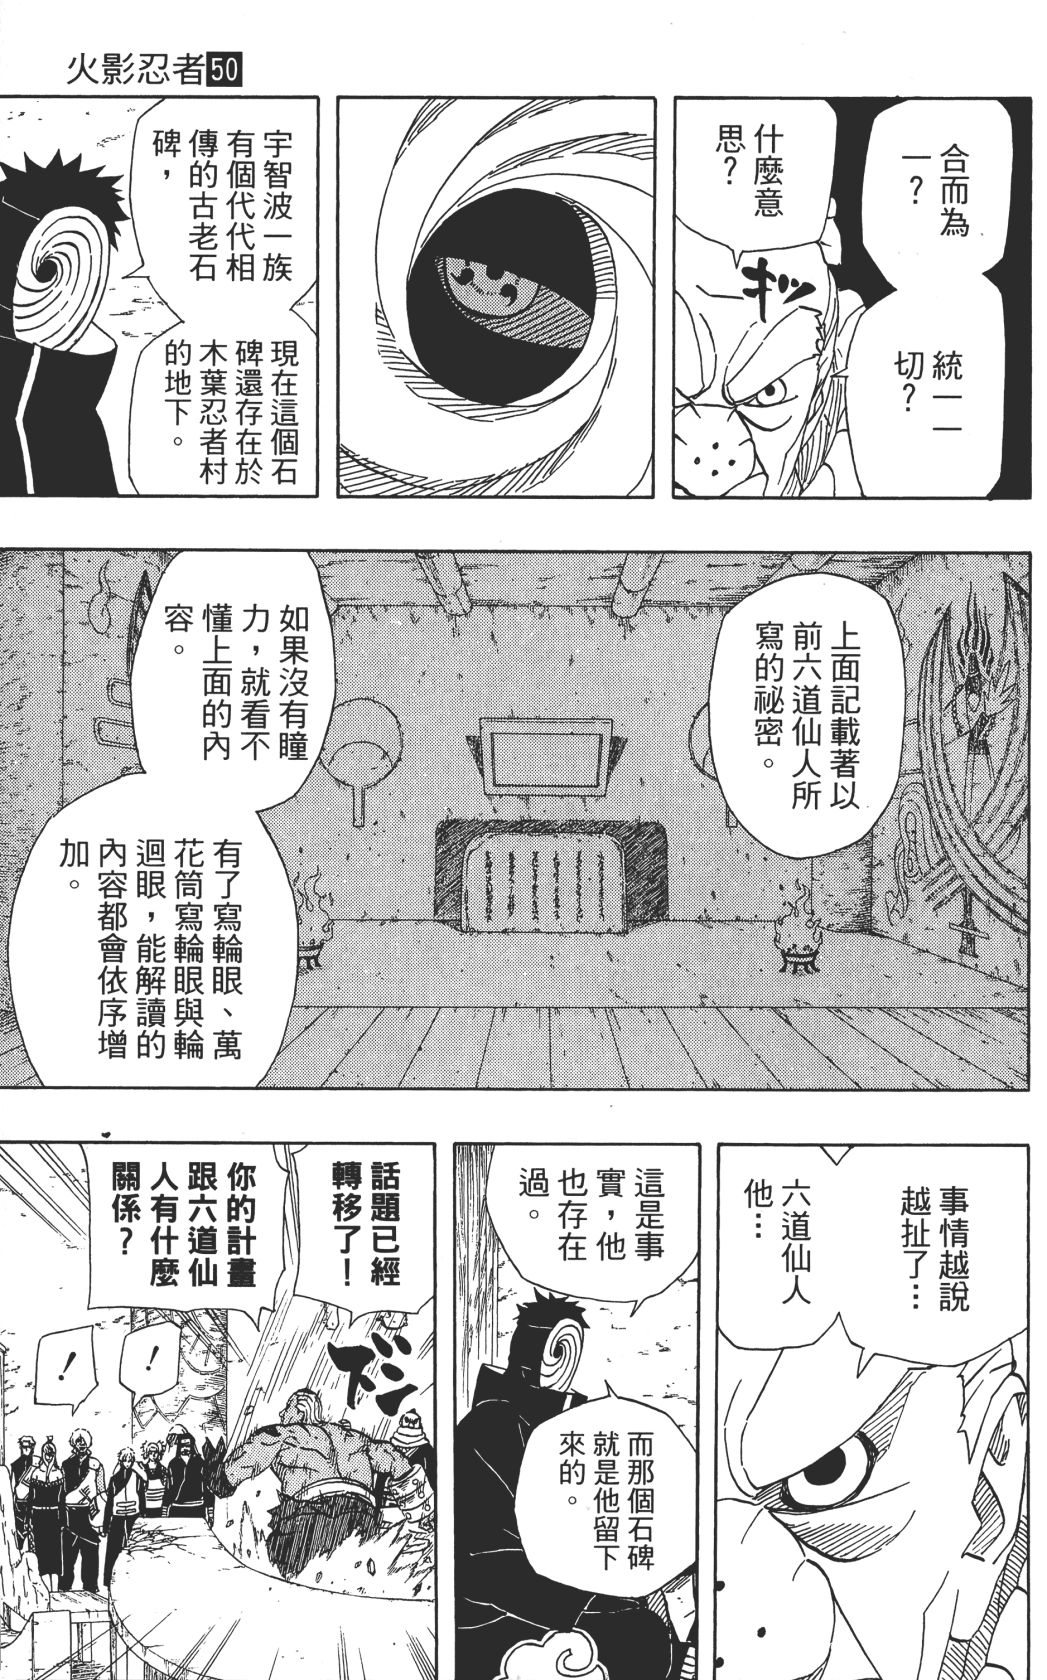 火影忍者50
合而為
一？
統一一
切？
什麼意
思？
ギッ
宇智波一族
有個代代相
傳的古老石
碑，
現在這個石
碑還存在於
木葉忍者村
的地下。
上面記載著以
前六道仙人所
寫的祕密。
如果沒有瞳
力，就看不
懂上面的內
容。
有了寫輪眼、萬
花筒寫輪眼與輪
迴眼，能解讀的
內容都會依序增
加。
事情越說
越扯了…
六道仙人
他…
這是事
實，他
也存在
過。
而那個石碑
就是他留下
來的。
話題已經
轉移了！
你的計畫
跟六道仙
人有什麼
關係？
ドン
！
！